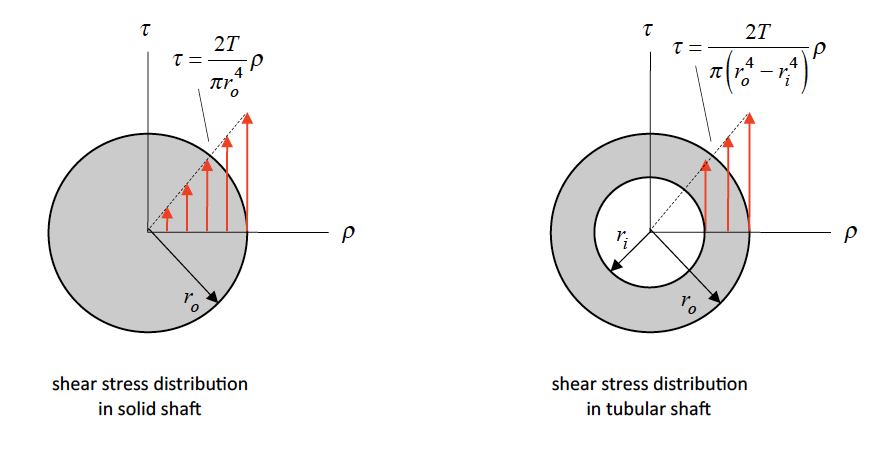 τ
τ = 2T / πr_o^4 ρ
ρ
r_o
shear stress distribution
in solid shaft
τ
τ = 2T / π(r_o^4 − r_i^4) ρ
ρ
r_i
r_o
shear stress distribution
in tubular shaft